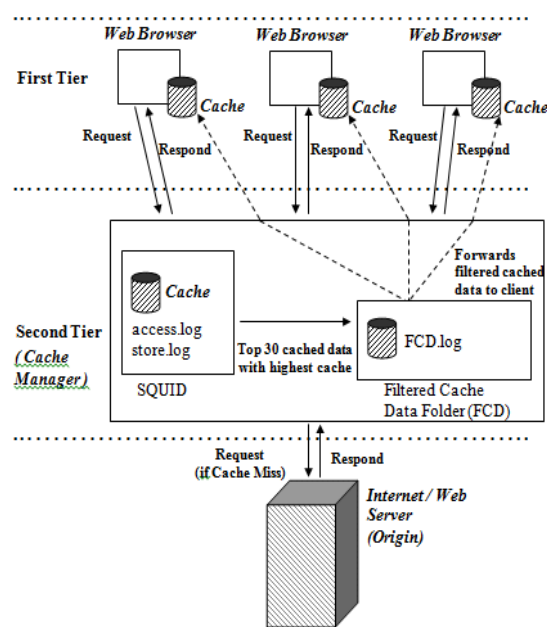 Web Browser
Web Browser
Web Browser
First Tier
Cache
Cache
Cache
Request
Respond
Request
Respond
Request
Respond
Forwards
filtered cached
data to client
Cache
access.log
store.log
SQUID
Second Tier
(Cache
Manager)
Top 30 cached data
with highest cache
FCD.log
Filtered Cache
Data Folder (FCD)
Request
(if Cache Miss)
Respond
Internet / Web
Server
(Origin)